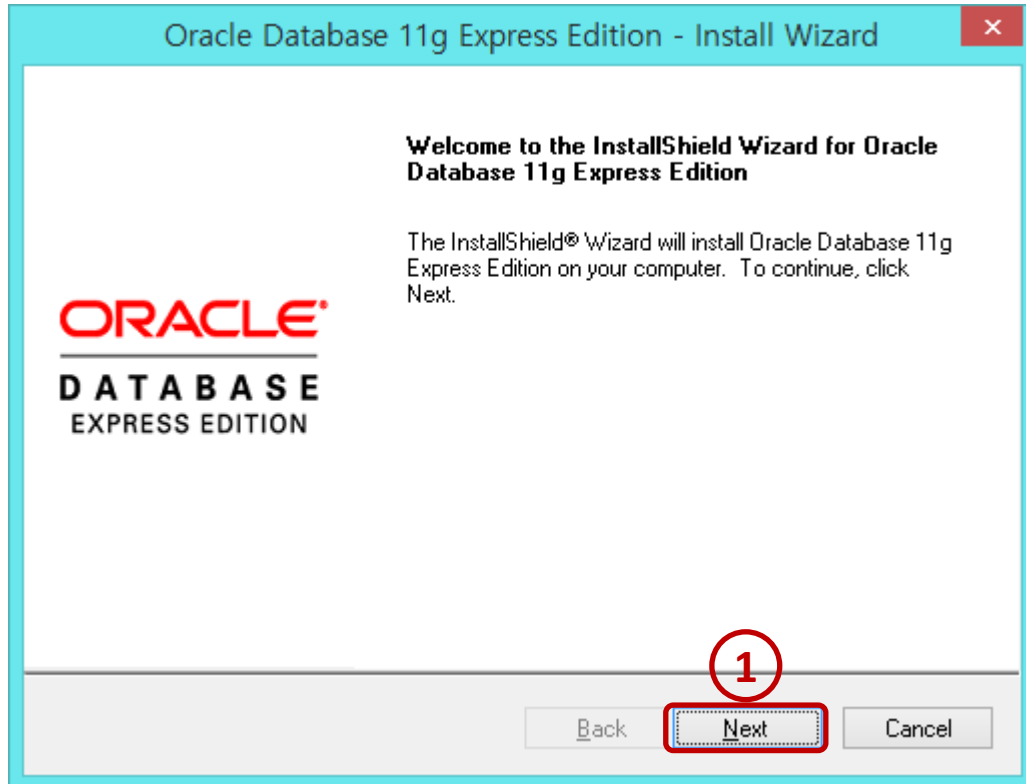 Oracle Database 11g Express Edition - Install Wizard
Welcome to the InstallShield Wizard for Oracle
Database 11g Express Edition
The InstallShield® Wizard will install Oracle Database 11g
Express Edition on your computer. To continue, click
Next.
ORACLE
DATABASE
EXPRESS EDITION
1
Back
Next
Cancel